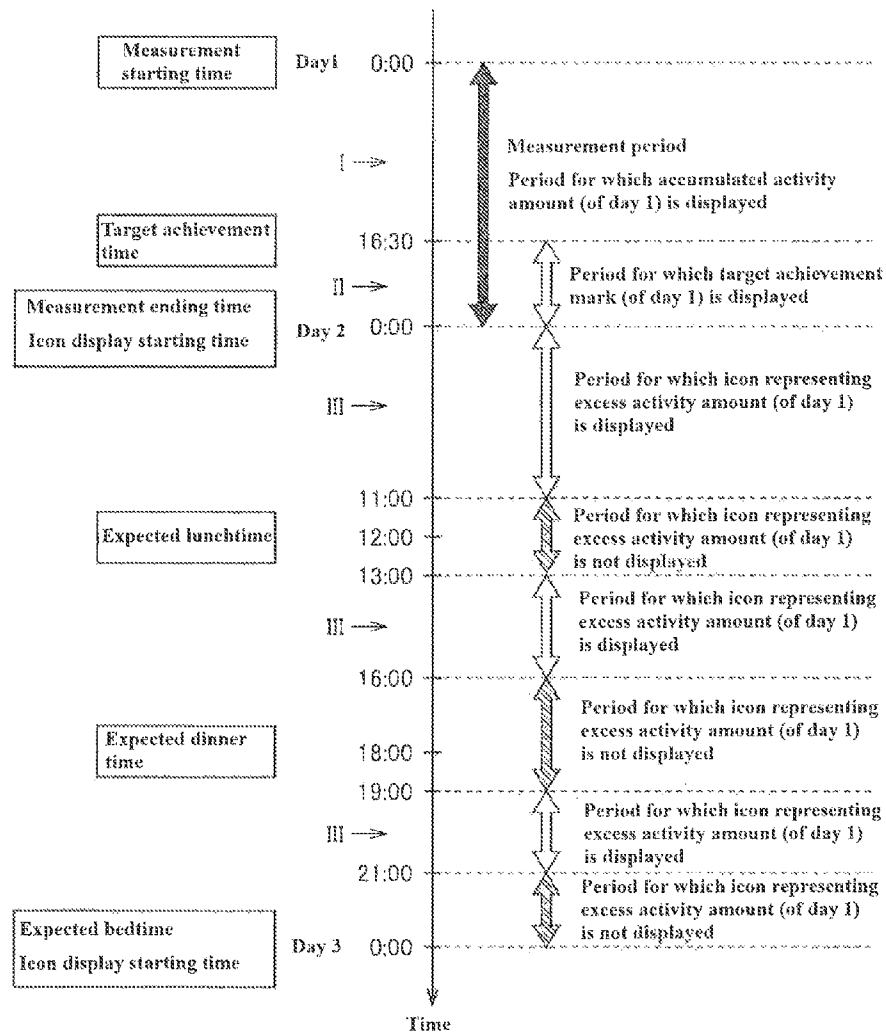 Measurement
starting time
Day1
0:00
I
Measurement period
Period for which accumulated activity
amount (of day 1) is displayed
Target achievement
time
16:30
II
Period for which target achievement
mark (of day 1) is displayed
Measurement ending time
Icon display starting time
Day 2
0:00
III
Period for which icon representing
excess activity amount (of day 1)
is displayed
11:00
Expected lunchtime
12:00
Period for which icon representing
excess activity amount (of day 1)
is not displayed
13:00
III
Period for which icon representing
excess activity amount (of day 1)
is displayed
16:00
Expected dinner
time
18:00
Period for which icon representing
excess activity amount (of day 1)
is not displayed
19:00
III
Period for which icon representing
excess activity amount (of day 1)
is displayed
21:00
Period for which icon representing
excess activity amount (of day 1)
is not displayed
Expected bedtime
Icon display starting time
Day 3
0:00
Time